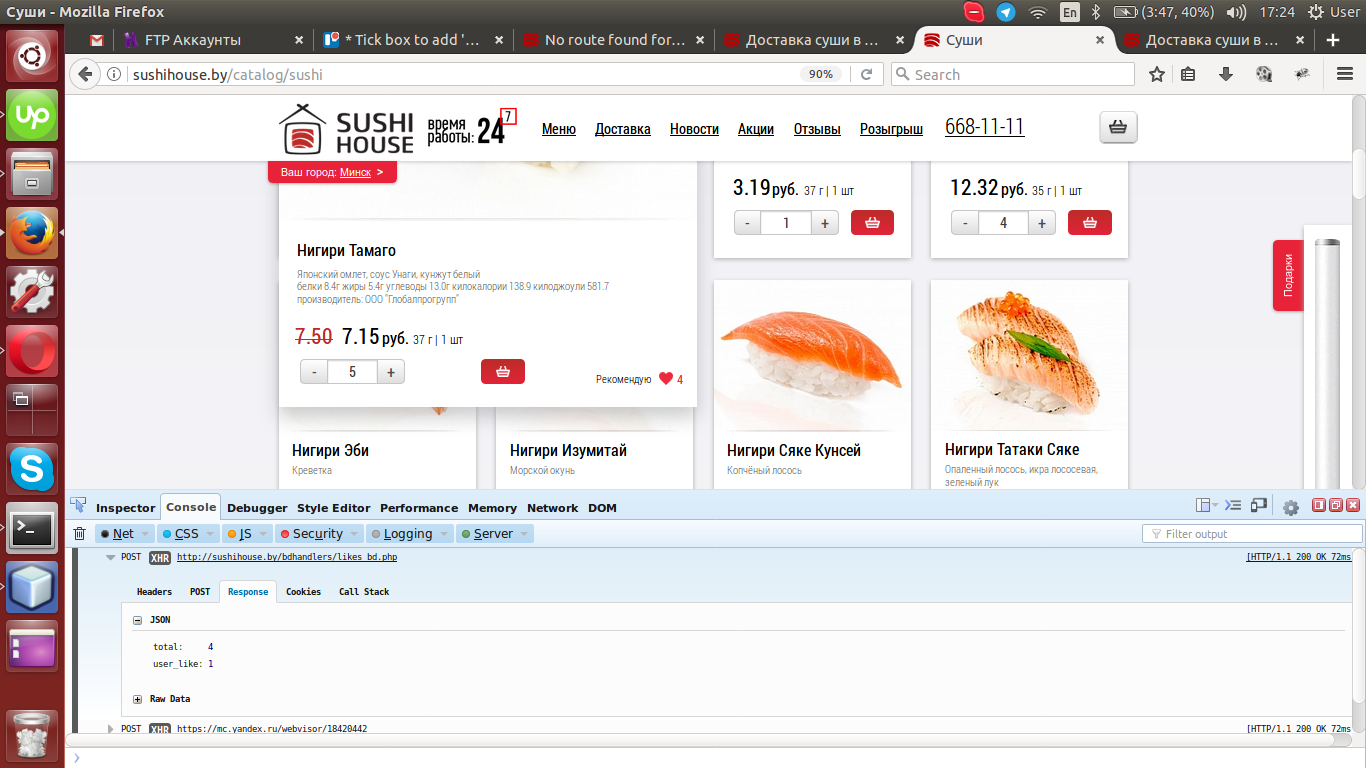 Суши - Mozilla Firefox
En
(3:47, 40%)
17:24
User
FTP Аккаунты
* Tick box to add '...
No route found for...
Доставка суши в ...
Суши
Доставка суши в ...
sushihouse.by/catalog/sushi
90%
Search
SUSHI
HOUSE
время
работы:
24
7
Меню
Доставка
Новости
Акции
Отзывы
Розыгрыш
668-11-11
Ваш город: Минск >
3.19 руб. 37 г | 1 шт
- 1 +
12.32 руб. 35 г | 1 шт
- 4 +
Подарки
Нигири Тамаго
Японский омлет, соус Унаги, кунжут белый
белки 8.4г жиры 5.4г углеводы 13.0г килокалории 138.9 килоджоули 581.7
производитель: ООО "Глобалпрогрупп"
7.50 7.15 руб. 37 г | 1 шт
- 5 +
Рекомендую 4
Нигири Эби
Креветка
Нигири Изумитай
Морской окунь
Нигири Сяке Кунсей
Копчёный лосось
Нигири Татаки Сяке
Опаленный лосось, икра лососевая,
зеленый лук
Inspector
Console
Debugger
Style Editor
Performance
Memory
Network
DOM
Net
CSS
JS
Security
Logging
Server
Filter output
POST XHR http://sushihouse.by/bdhandlers/likes_bd.php [HTTP/1.1 200 OK 72ms
Headers
POST
Response
Cookies
Call Stack
JSON
total: 4
user_like: 1
Raw Data
POST XHR https://mc.yandex.ru/webvisor/18420442 [HTTP/1.1 200 OK 72ms